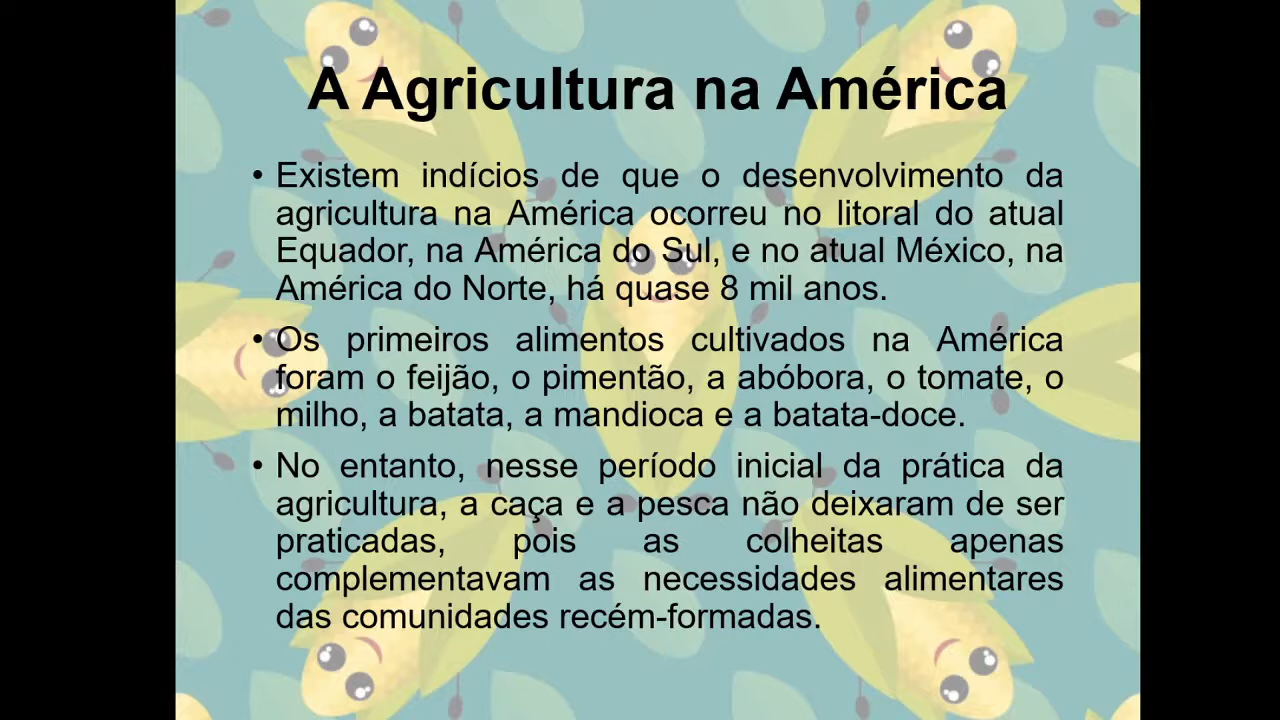 A Agricultura na América
• Existem indícios de que o desenvolvimento da
agricultura na América ocorreu no litoral do atual
Equador, na América do Sul, e no atual México, na
América do Norte, há quase 8 mil anos.
• Os primeiros alimentos cultivados na América
foram o feijão, o pimentão, a abóbora, o tomate, o
milho, a batata, a mandioca e a batata-doce.
• No entanto, nesse período inicial da prática da
agricultura, a caça e a pesca não deixaram de ser
praticadas, pois as colheitas apenas
complementavam as necessidades alimentares
das comunidades recém-formadas.